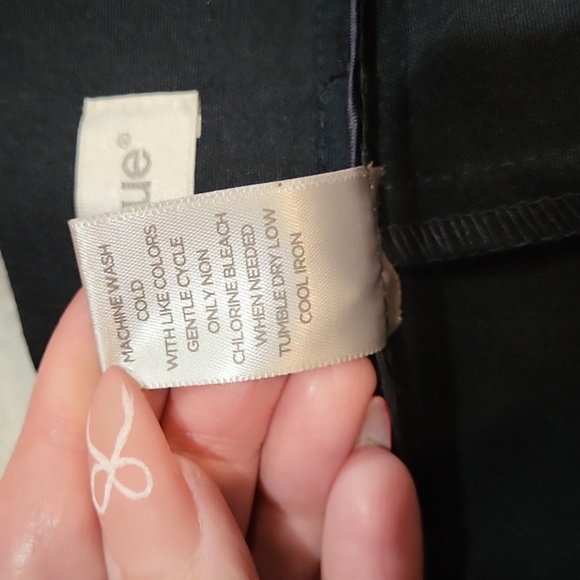 ue®
MACHINE WASH
COLD
WITH LIKE COLORS
GENTLE CYCLE
ONLY NON
CHLORINE BLEACH
WHEN NEEDED
TUMBLE DRY LOW
COOL IRON